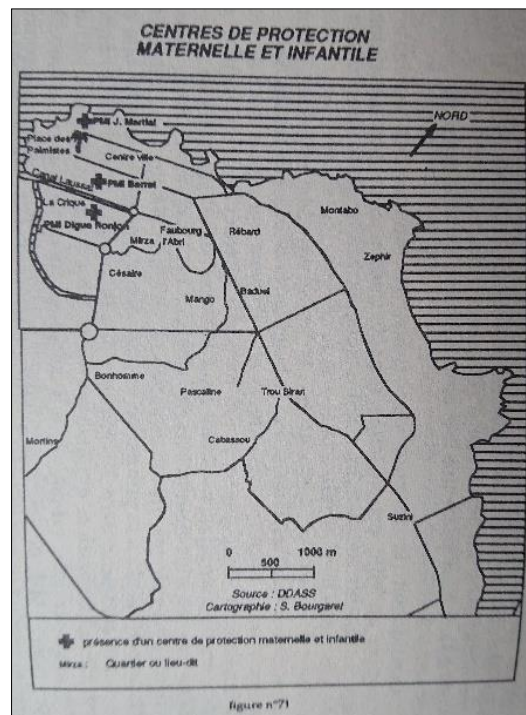 CENTRES DE PROTECTION
MATERNELLE ET INFANTILE
NORD
PMI J. Martial
Place des
Palmistes
Centre ville
Canal Laussat
PMI Barrat
La Crique
PMI Digue Ronjon
Mirza
Faubourg
l'Abri
Rébard
Montabo
Zephir
Césaire
Mango
Baduel
Bonhomme
Pascaline
Trou Biran
Mortins
Cabassou
Suzini
0 500 1000 m
Source : DDASS
Cartographie : S. Bourgaret
présence d'un centre de protection maternelle et infantile
Mirza : Quartier ou lieu-dit
figure n°71